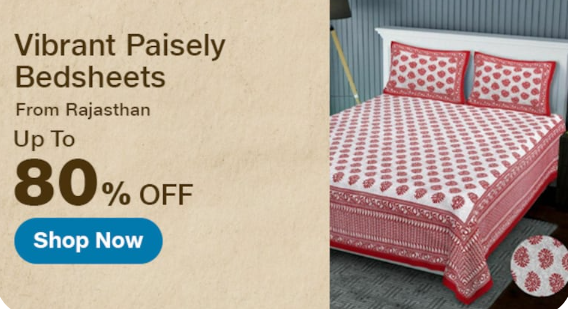 Vibrant Paisely
Bedsheets
From Rajasthan
Up To
80% OFF
Shop Now